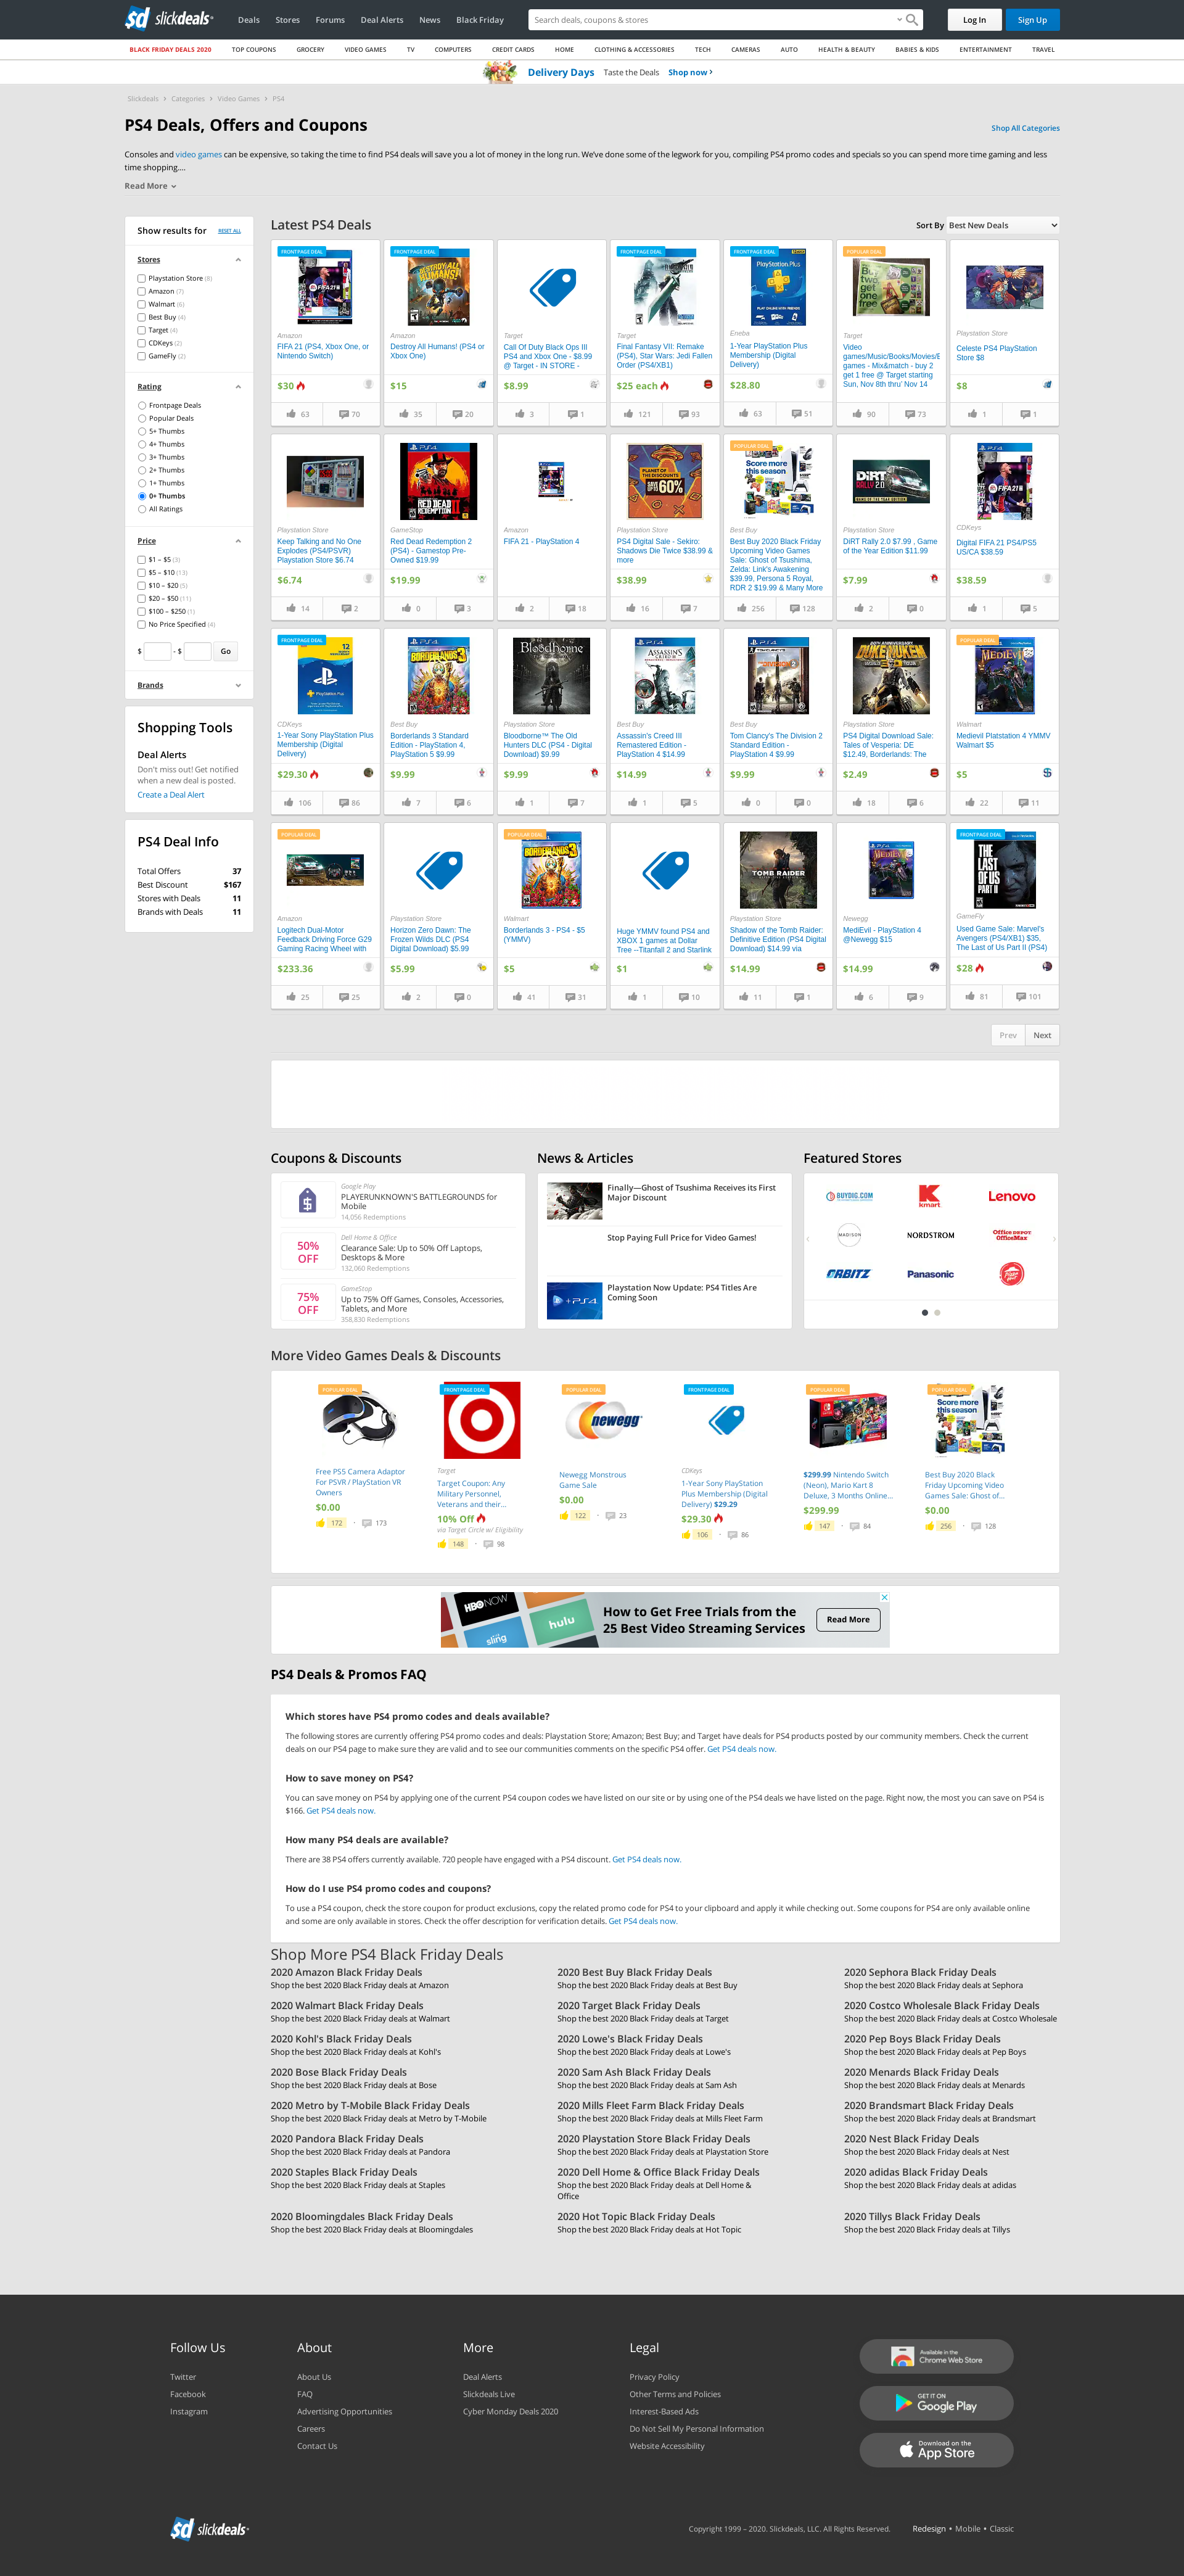 slickdeals
Deals
Stores
Forums
Deal Alerts
News
Black Friday
Search deals, coupons & stores
Log In
Sign Up
BLACK FRIDAY DEALS 2020
TOP COUPONS
GROCERY
VIDEO GAMES
TV
COMPUTERS
CREDIT CARDS
HOME
CLOTHING & ACCESSORIES
TECH
CAMERAS
AUTO
HEALTH & BEAUTY
BABIES & KIDS
ENTERTAINMENT
TRAVEL
Delivery Days Taste the Deals Shop now ›
Slickdeals › Categories › Video Games › PS4
PS4 Deals, Offers and Coupons
Shop All Categories
Consoles and video games can be expensive, so taking the time to find PS4 deals will save you a lot of money in the long run. We've done some of the legwork for you, compiling PS4 promo codes and specials so you can spend more time gaming and less
time shopping....
Read More
Show results for
RESET ALL
Stores
Playstation Store (8)
Amazon (7)
Walmart (6)
Best Buy (4)
Target (4)
CDKeys (2)
GameFly (2)
Rating
Frontpage Deals
Popular Deals
5+ Thumbs
4+ Thumbs
3+ Thumbs
2+ Thumbs
1+ Thumbs
0+ Thumbs
All Ratings
Price
$1 – $5 (3)
$5 – $10 (13)
$10 – $20 (5)
$20 – $50 (11)
$100 – $250 (1)
No Price Specified (4)
$ - $ Go
Brands
Shopping Tools
Deal Alerts
Don't miss out! Get notified
when a new deal is posted.
Create a Deal Alert
PS4 Deal Info
Total Offers 37
Best Discount $167
Stores with Deals 11
Brands with Deals 11
Latest PS4 Deals
Sort By Best New Deals
FRONTPAGE DEAL
Amazon
FIFA 21 (PS4, Xbox One, or
Nintendo Switch)
$30
63 70
FRONTPAGE DEAL
Amazon
Destroy All Humans! (PS4 or
Xbox One)
$15
35 20
Target
Call Of Duty Black Ops III
PS4 and Xbox One - $8.99
@ Target - IN STORE -
$8.99
3 1
FRONTPAGE DEAL
Target
Final Fantasy VII: Remake
(PS4), Star Wars: Jedi Fallen
Order (PS4/XB1)
$25 each
121 93
FRONTPAGE DEAL
Eneba
1-Year PlayStation Plus
Membership (Digital
Delivery)
$28.80
63 51
POPULAR DEAL
Target
Video
games/Music/Books/Movies/E
games - Mix&match - buy 2
get 1 free @ Target starting
Sun, Nov 8th thru' Nov 14
90 73
Playstation Store
Celeste PS4 PlayStation
Store $8
$8
1 1
Playstation Store
Keep Talking and No One
Explodes (PS4/PSVR)
Playstation Store $6.74
$6.74
14 2
GameStop
Red Dead Redemption 2
(PS4) - Gamestop Pre-
Owned $19.99
$19.99
0 3
Amazon
FIFA 21 - PlayStation 4
2 18
Playstation Store
PS4 Digital Sale - Sekiro:
Shadows Die Twice $38.99 &
more
$38.99
16 7
POPULAR DEAL
Score more
this season
Best Buy
Best Buy 2020 Black Friday
Upcoming Video Games
Sale: Ghost of Tsushima,
Zelda: Link's Awakening
$39.99, Persona 5 Royal,
RDR 2 $19.99 & Many More
256 128
Playstation Store
DiRT Rally 2.0 $7.99 , Game
of the Year Edition $11.99
$7.99
2 0
CDKeys
Digital FIFA 21 PS4/PS5
US/CA $38.59
$38.59
1 5
FRONTPAGE DEAL
CDKeys
1-Year Sony PlayStation Plus
Membership (Digital
Delivery)
$29.30
106 86
Best Buy
Borderlands 3 Standard
Edition - PlayStation 4,
PlayStation 5 $9.99
$9.99
7 6
Playstation Store
Bloodborne™ The Old
Hunters DLC (PS4 - Digital
Download) $9.99
$9.99
1 7
Best Buy
Assassin's Creed III
Remastered Edition -
PlayStation 4 $14.99
$14.99
1 5
Best Buy
Tom Clancy's The Division 2
Standard Edition -
PlayStation 4 $9.99
$9.99
0 0
Playstation Store
PS4 Digital Download Sale:
Tales of Vesperia: DE
$12.49, Borderlands: The
$2.49
18 6
POPULAR DEAL
Walmart
Medievil Platstation 4 YMMV
Walmart $5
$5
22 11
POPULAR DEAL
Amazon
Logitech Dual-Motor
Feedback Driving Force G29
Gaming Racing Wheel with
$233.36
25 25
Playstation Store
Horizon Zero Dawn: The
Frozen Wilds DLC (PS4
Digital Download) $5.99
$5.99
2 0
POPULAR DEAL
Walmart
Borderlands 3 - PS4 - $5
(YMMV)
$5
41 31
Huge YMMV found PS4 and
XBOX 1 games at Dollar
Tree --Titanfall 2 and Starlink
$1
1 10
TOMB RAIDER
Playstation Store
Shadow of the Tomb Raider:
Definitive Edition (PS4 Digital
Download) $14.99 via
$14.99
11 1
Newegg
MediEvil - PlayStation 4
@Newegg $15
$14.99
6 9
FRONTPAGE DEAL
THE
LAST
OF US
PART II
GameFly
Used Game Sale: Marvel's
Avengers (PS4/XB1) $35,
The Last of Us Part II (PS4)
$28
81 101
Prev Next
Coupons & Discounts
Google Play
PLAYERUNKNOWN'S BATTLEGROUNDS for
Mobile
14,056 Redemptions
50%
OFF
Dell Home & Office
Clearance Sale: Up to 50% Off Laptops,
Desktops & More
132,060 Redemptions
75%
OFF
GameStop
Up to 75% Off Games, Consoles, Accessories,
Tablets, and More
358,830 Redemptions
News & Articles
Finally—Ghost of Tsushima Receives its First
Major Discount
Stop Paying Full Price for Video Games!
Playstation Now Update: PS4 Titles Are
Coming Soon
Featured Stores
BUYDIG.COM
kmart
Lenovo
MADISON
NORDSTROM
Office DEPOT
OfficeMax
ORBITZ
Panasonic
Pizza Hut
More Video Games Deals & Discounts
POPULAR DEAL
Free PS5 Camera Adaptor
For PSVR / PlayStation VR
Owners
$0.00
172 · 173
FRONTPAGE DEAL
Target
Target Coupon: Any
Military Personnel,
Veterans and their...
10% Off
via Target Circle w/ Eligibility
148 · 98
POPULAR DEAL
newegg
Newegg Monstrous
Game Sale
$0.00
122 · 23
FRONTPAGE DEAL
CDKeys
1-Year Sony PlayStation
Plus Membership (Digital
Delivery) $29.29
$29.30
106 · 86
POPULAR DEAL
$299.99 Nintendo Switch
(Neon), Mario Kart 8
Deluxe, 3 Months Online...
$299.99
147 · 84
POPULAR DEAL
Score more
this season
Best Buy 2020 Black
Friday Upcoming Video
Games Sale: Ghost of...
$0.00
256 · 128
HBO NOW
hulu
sling
How to Get Free Trials from the
25 Best Video Streaming Services
Read More
PS4 Deals & Promos FAQ
Which stores have PS4 promo codes and deals available?
The following stores are currently offering PS4 promo codes and deals: Playstation Store; Amazon; Best Buy; and Target have deals for PS4 products posted by our community members. Check the current
deals on our PS4 page to make sure they are valid and to see our communities comments on the specific PS4 offer. Get PS4 deals now.
How to save money on PS4?
You can save money on PS4 by applying one of the current PS4 coupon codes we have listed on our site or by using one of the PS4 deals we have listed on the page. Right now, the most you can save on PS4 is
$166. Get PS4 deals now.
How many PS4 deals are available?
There are 38 PS4 offers currently available. 720 people have engaged with a PS4 discount. Get PS4 deals now.
How do I use PS4 promo codes and coupons?
To use a PS4 coupon, check the store coupon for product exclusions, copy the related promo code for PS4 to your clipboard and apply it while checking out. Some coupons for PS4 are only available online
and some are only available in stores. Check the offer description for verification details. Get PS4 deals now.
Shop More PS4 Black Friday Deals
2020 Amazon Black Friday Deals
Shop the best 2020 Black Friday deals at Amazon
2020 Best Buy Black Friday Deals
Shop the best 2020 Black Friday deals at Best Buy
2020 Sephora Black Friday Deals
Shop the best 2020 Black Friday deals at Sephora
2020 Walmart Black Friday Deals
Shop the best 2020 Black Friday deals at Walmart
2020 Target Black Friday Deals
Shop the best 2020 Black Friday deals at Target
2020 Costco Wholesale Black Friday Deals
Shop the best 2020 Black Friday deals at Costco Wholesale
2020 Kohl's Black Friday Deals
Shop the best 2020 Black Friday deals at Kohl's
2020 Lowe's Black Friday Deals
Shop the best 2020 Black Friday deals at Lowe's
2020 Pep Boys Black Friday Deals
Shop the best 2020 Black Friday deals at Pep Boys
2020 Bose Black Friday Deals
Shop the best 2020 Black Friday deals at Bose
2020 Sam Ash Black Friday Deals
Shop the best 2020 Black Friday deals at Sam Ash
2020 Menards Black Friday Deals
Shop the best 2020 Black Friday deals at Menards
2020 Metro by T-Mobile Black Friday Deals
Shop the best 2020 Black Friday deals at Metro by T-Mobile
2020 Mills Fleet Farm Black Friday Deals
Shop the best 2020 Black Friday deals at Mills Fleet Farm
2020 Brandsmart Black Friday Deals
Shop the best 2020 Black Friday deals at Brandsmart
2020 Pandora Black Friday Deals
Shop the best 2020 Black Friday deals at Pandora
2020 Playstation Store Black Friday Deals
Shop the best 2020 Black Friday deals at Playstation Store
2020 Nest Black Friday Deals
Shop the best 2020 Black Friday deals at Nest
2020 Staples Black Friday Deals
Shop the best 2020 Black Friday deals at Staples
2020 Dell Home & Office Black Friday Deals
Shop the best 2020 Black Friday deals at Dell Home &
Office
2020 adidas Black Friday Deals
Shop the best 2020 Black Friday deals at adidas
2020 Bloomingdales Black Friday Deals
Shop the best 2020 Black Friday deals at Bloomingdales
2020 Hot Topic Black Friday Deals
Shop the best 2020 Black Friday deals at Hot Topic
2020 Tillys Black Friday Deals
Shop the best 2020 Black Friday deals at Tillys
Follow Us
Twitter
Facebook
Instagram
About
About Us
FAQ
Advertising Opportunities
Careers
Contact Us
More
Deal Alerts
Slickdeals Live
Cyber Monday Deals 2020
Legal
Privacy Policy
Other Terms and Policies
Interest-Based Ads
Do Not Sell My Personal Information
Website Accessibility
Available in the
Chrome Web Store
GET IT ON
Google Play
Download on the
App Store
slickdeals
Copyright 1999 – 2020. Slickdeals, LLC. All Rights Reserved.
Redesign • Mobile • Classic